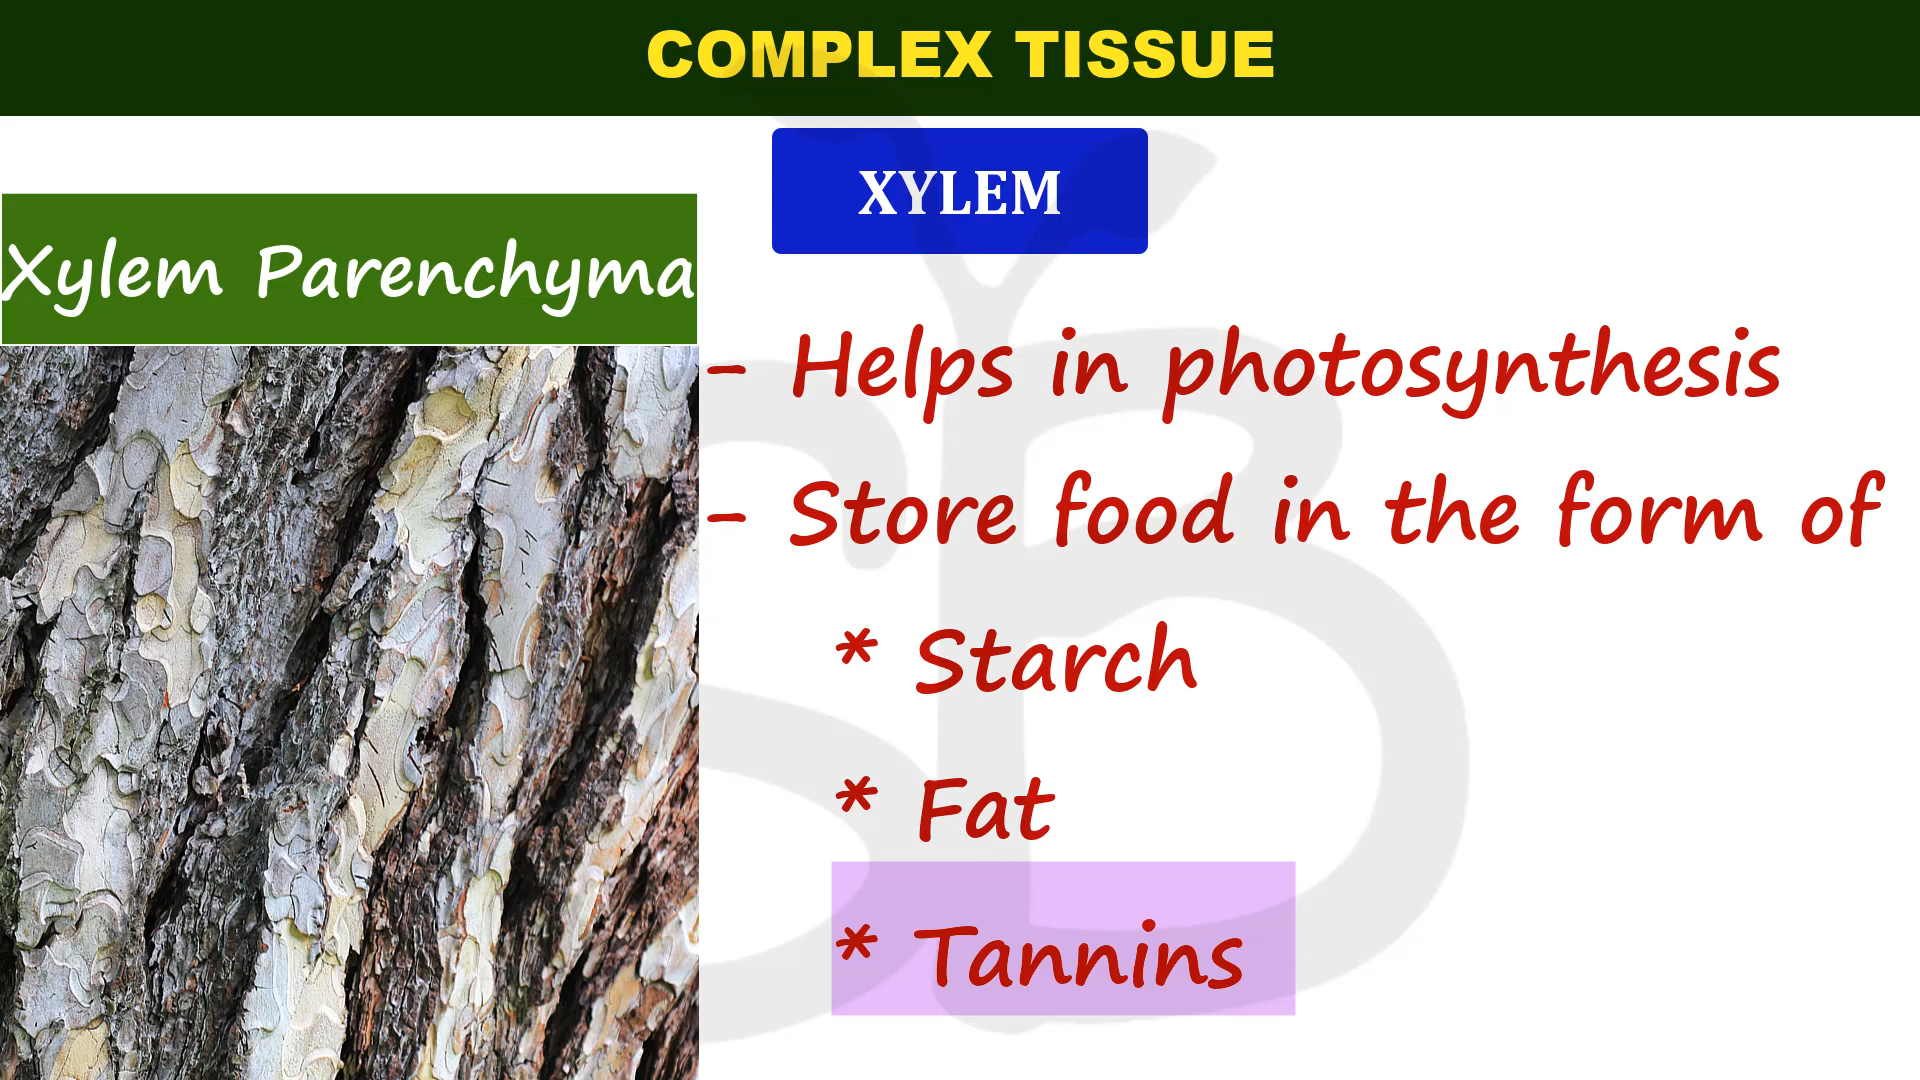 COMPLEX TISSUE
XYLEM
Xylem Parenchyma
- Helps in photosynthesis
- Store food in the form of
* Starch
* Fat
* Tannins